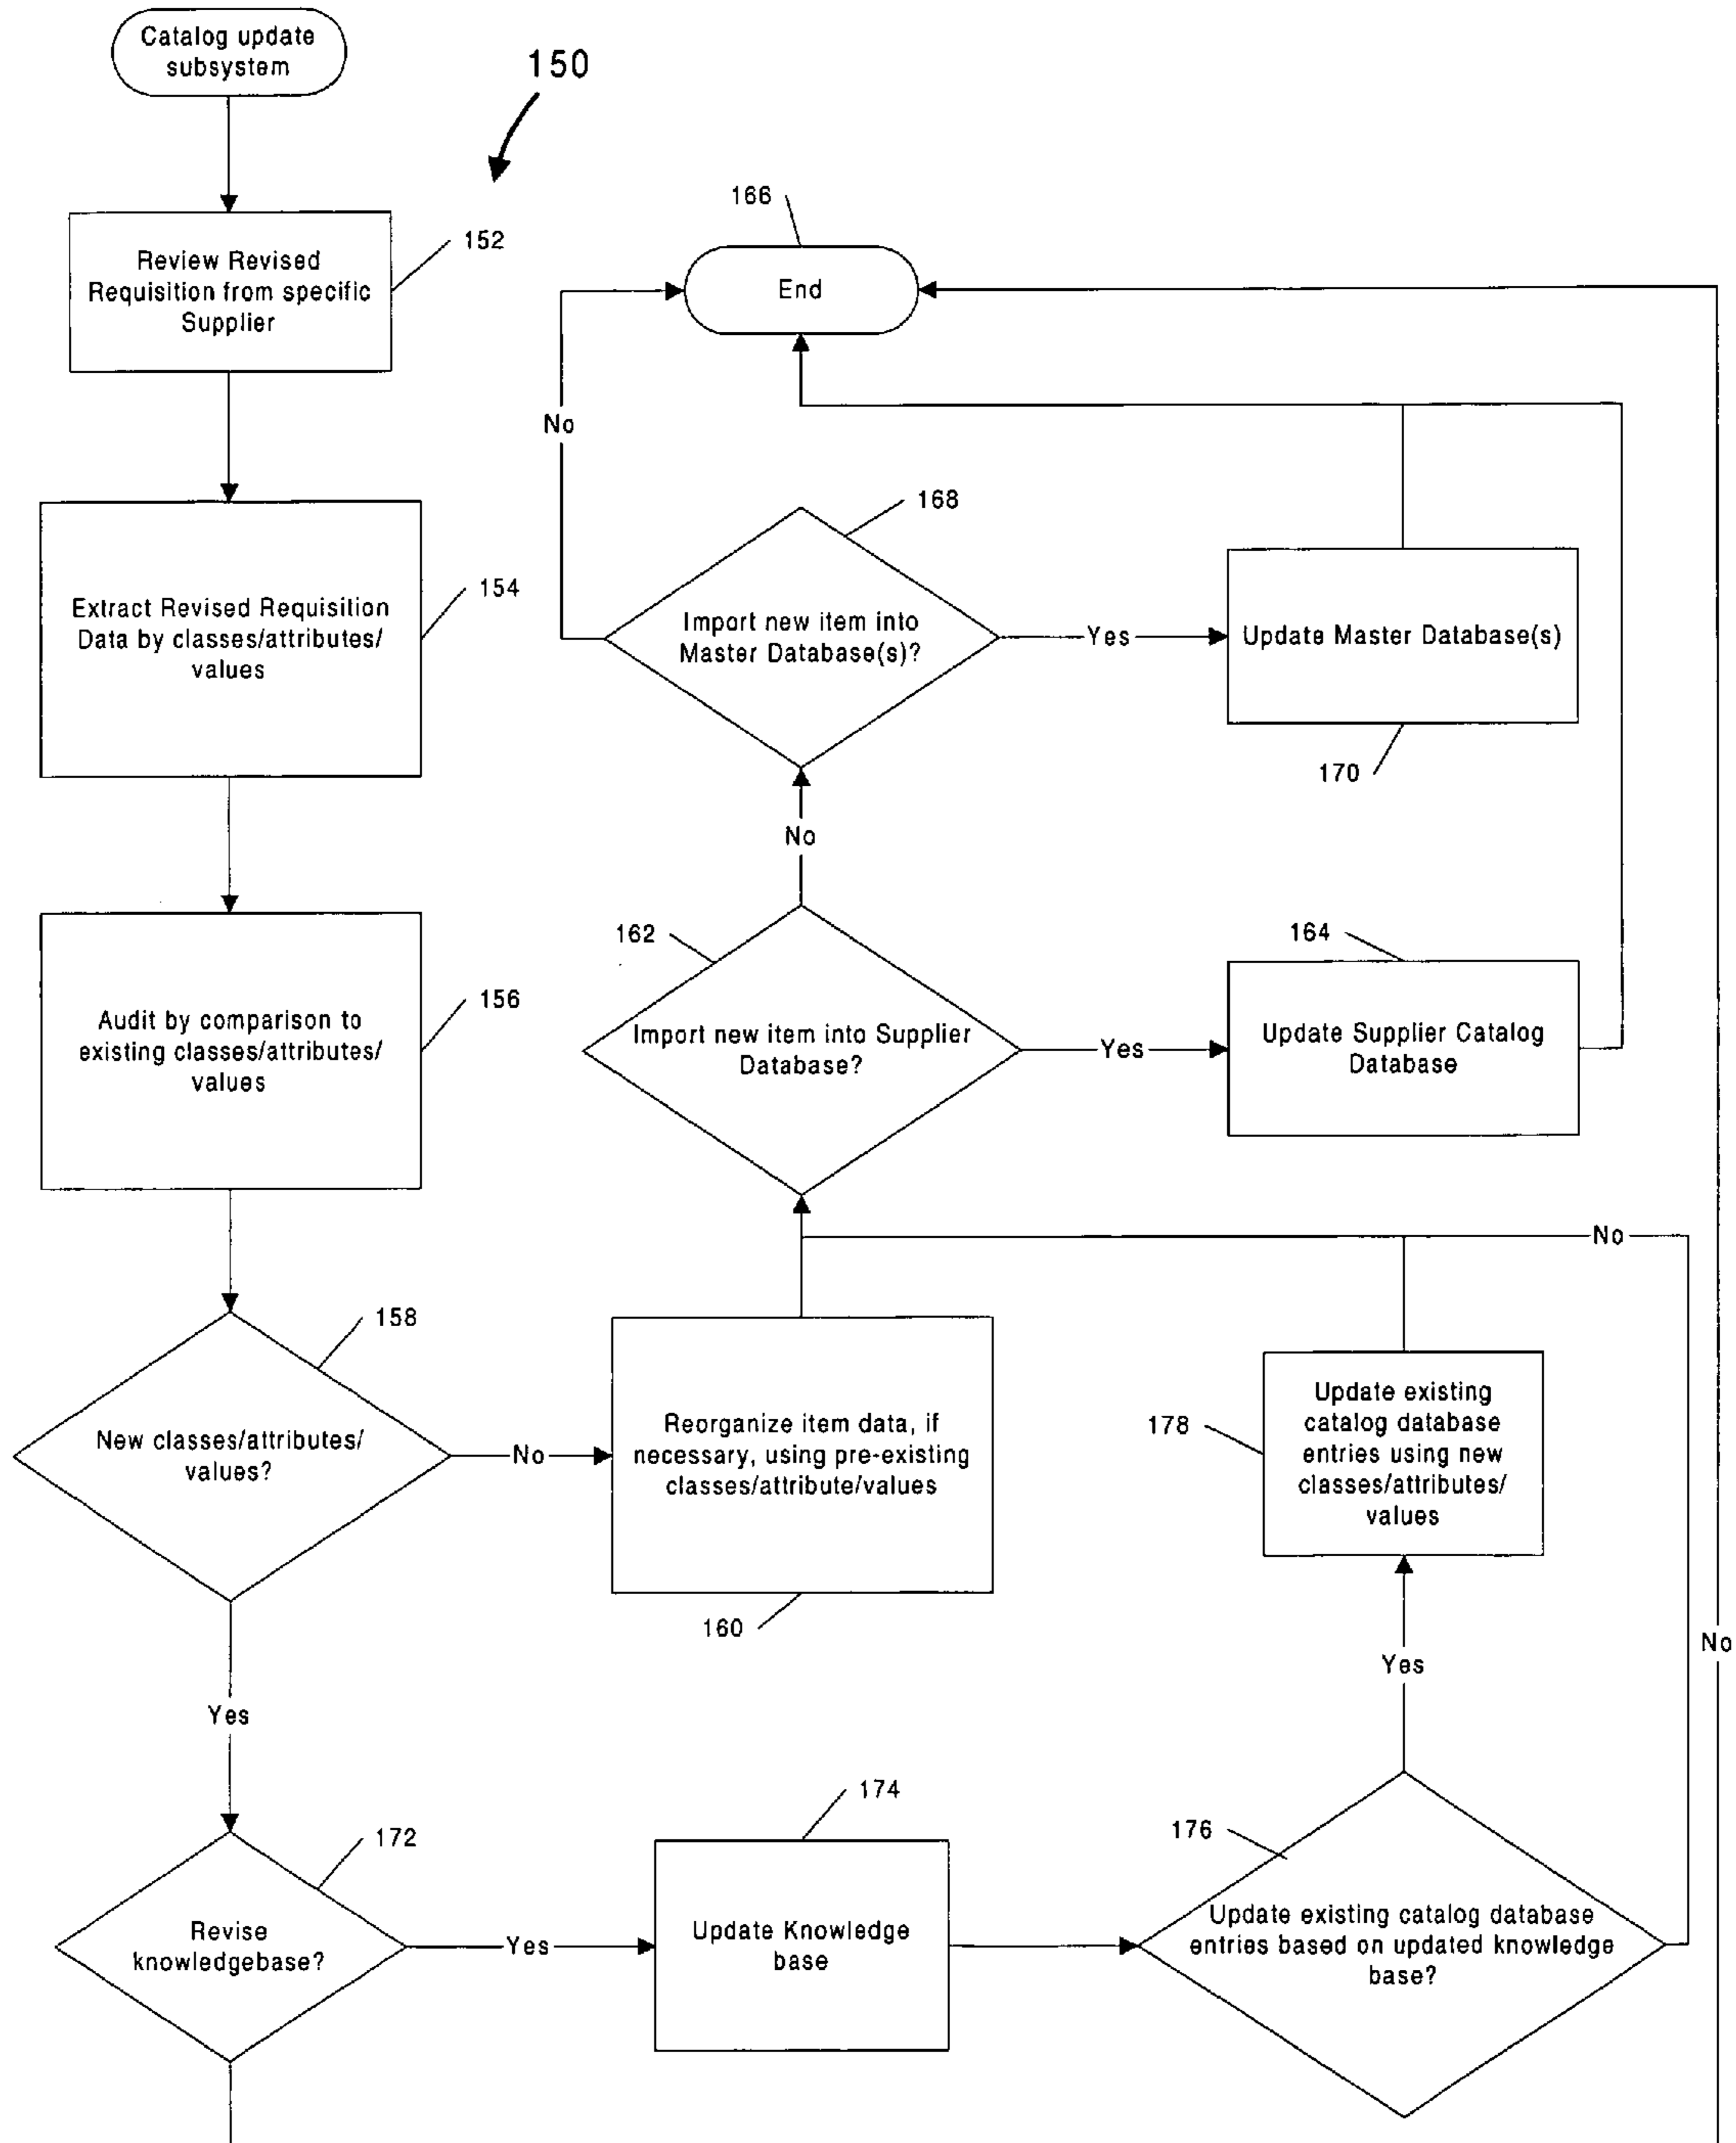 Catalog update
subsystem
150
Review Revised
Requisition from specific
Supplier
152
166
End
No
Extract Revised Requisition
Data by classes/attributes/
values
154
168
Import new item into
Master Database(s)?
Yes
Update Master Database(s)
170
No
Audit by comparison to
existing classes/attributes/
values
156
162
Import new item into Supplier
Database?
Yes
164
Update Supplier Catalog
Database
No
158
New classes/attributes/
values?
No
Reorganize item data, if
necessary, using pre-existing
classes/attribute/values
160
178
Update existing
catalog database
entries using new
classes/attributes/
values
No
Yes
Yes
172
Revise
knowledgebase?
Yes
174
Update Knowledge
base
176
Update existing catalog database
entries based on updated knowledge
base?